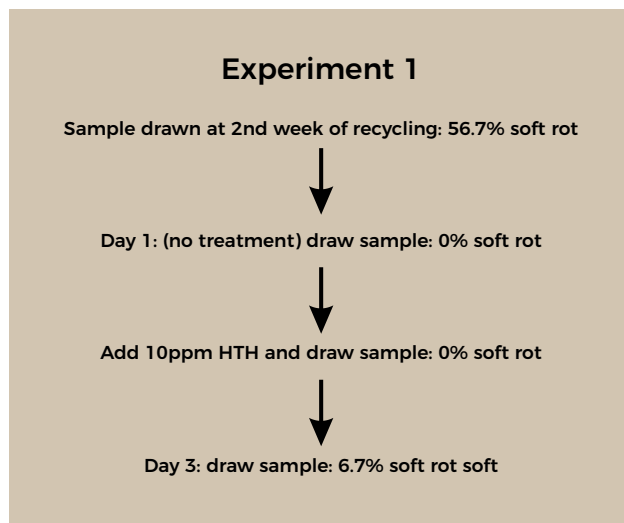 Experiment 1
Sample drawn at 2nd week of recycling: 56.7% soft rot
Day 1: (no treatment) draw sample: 0% soft rot
Add 10ppm HTH and draw sample: 0% soft rot
Day 3: draw sample: 6.7% soft rot soft